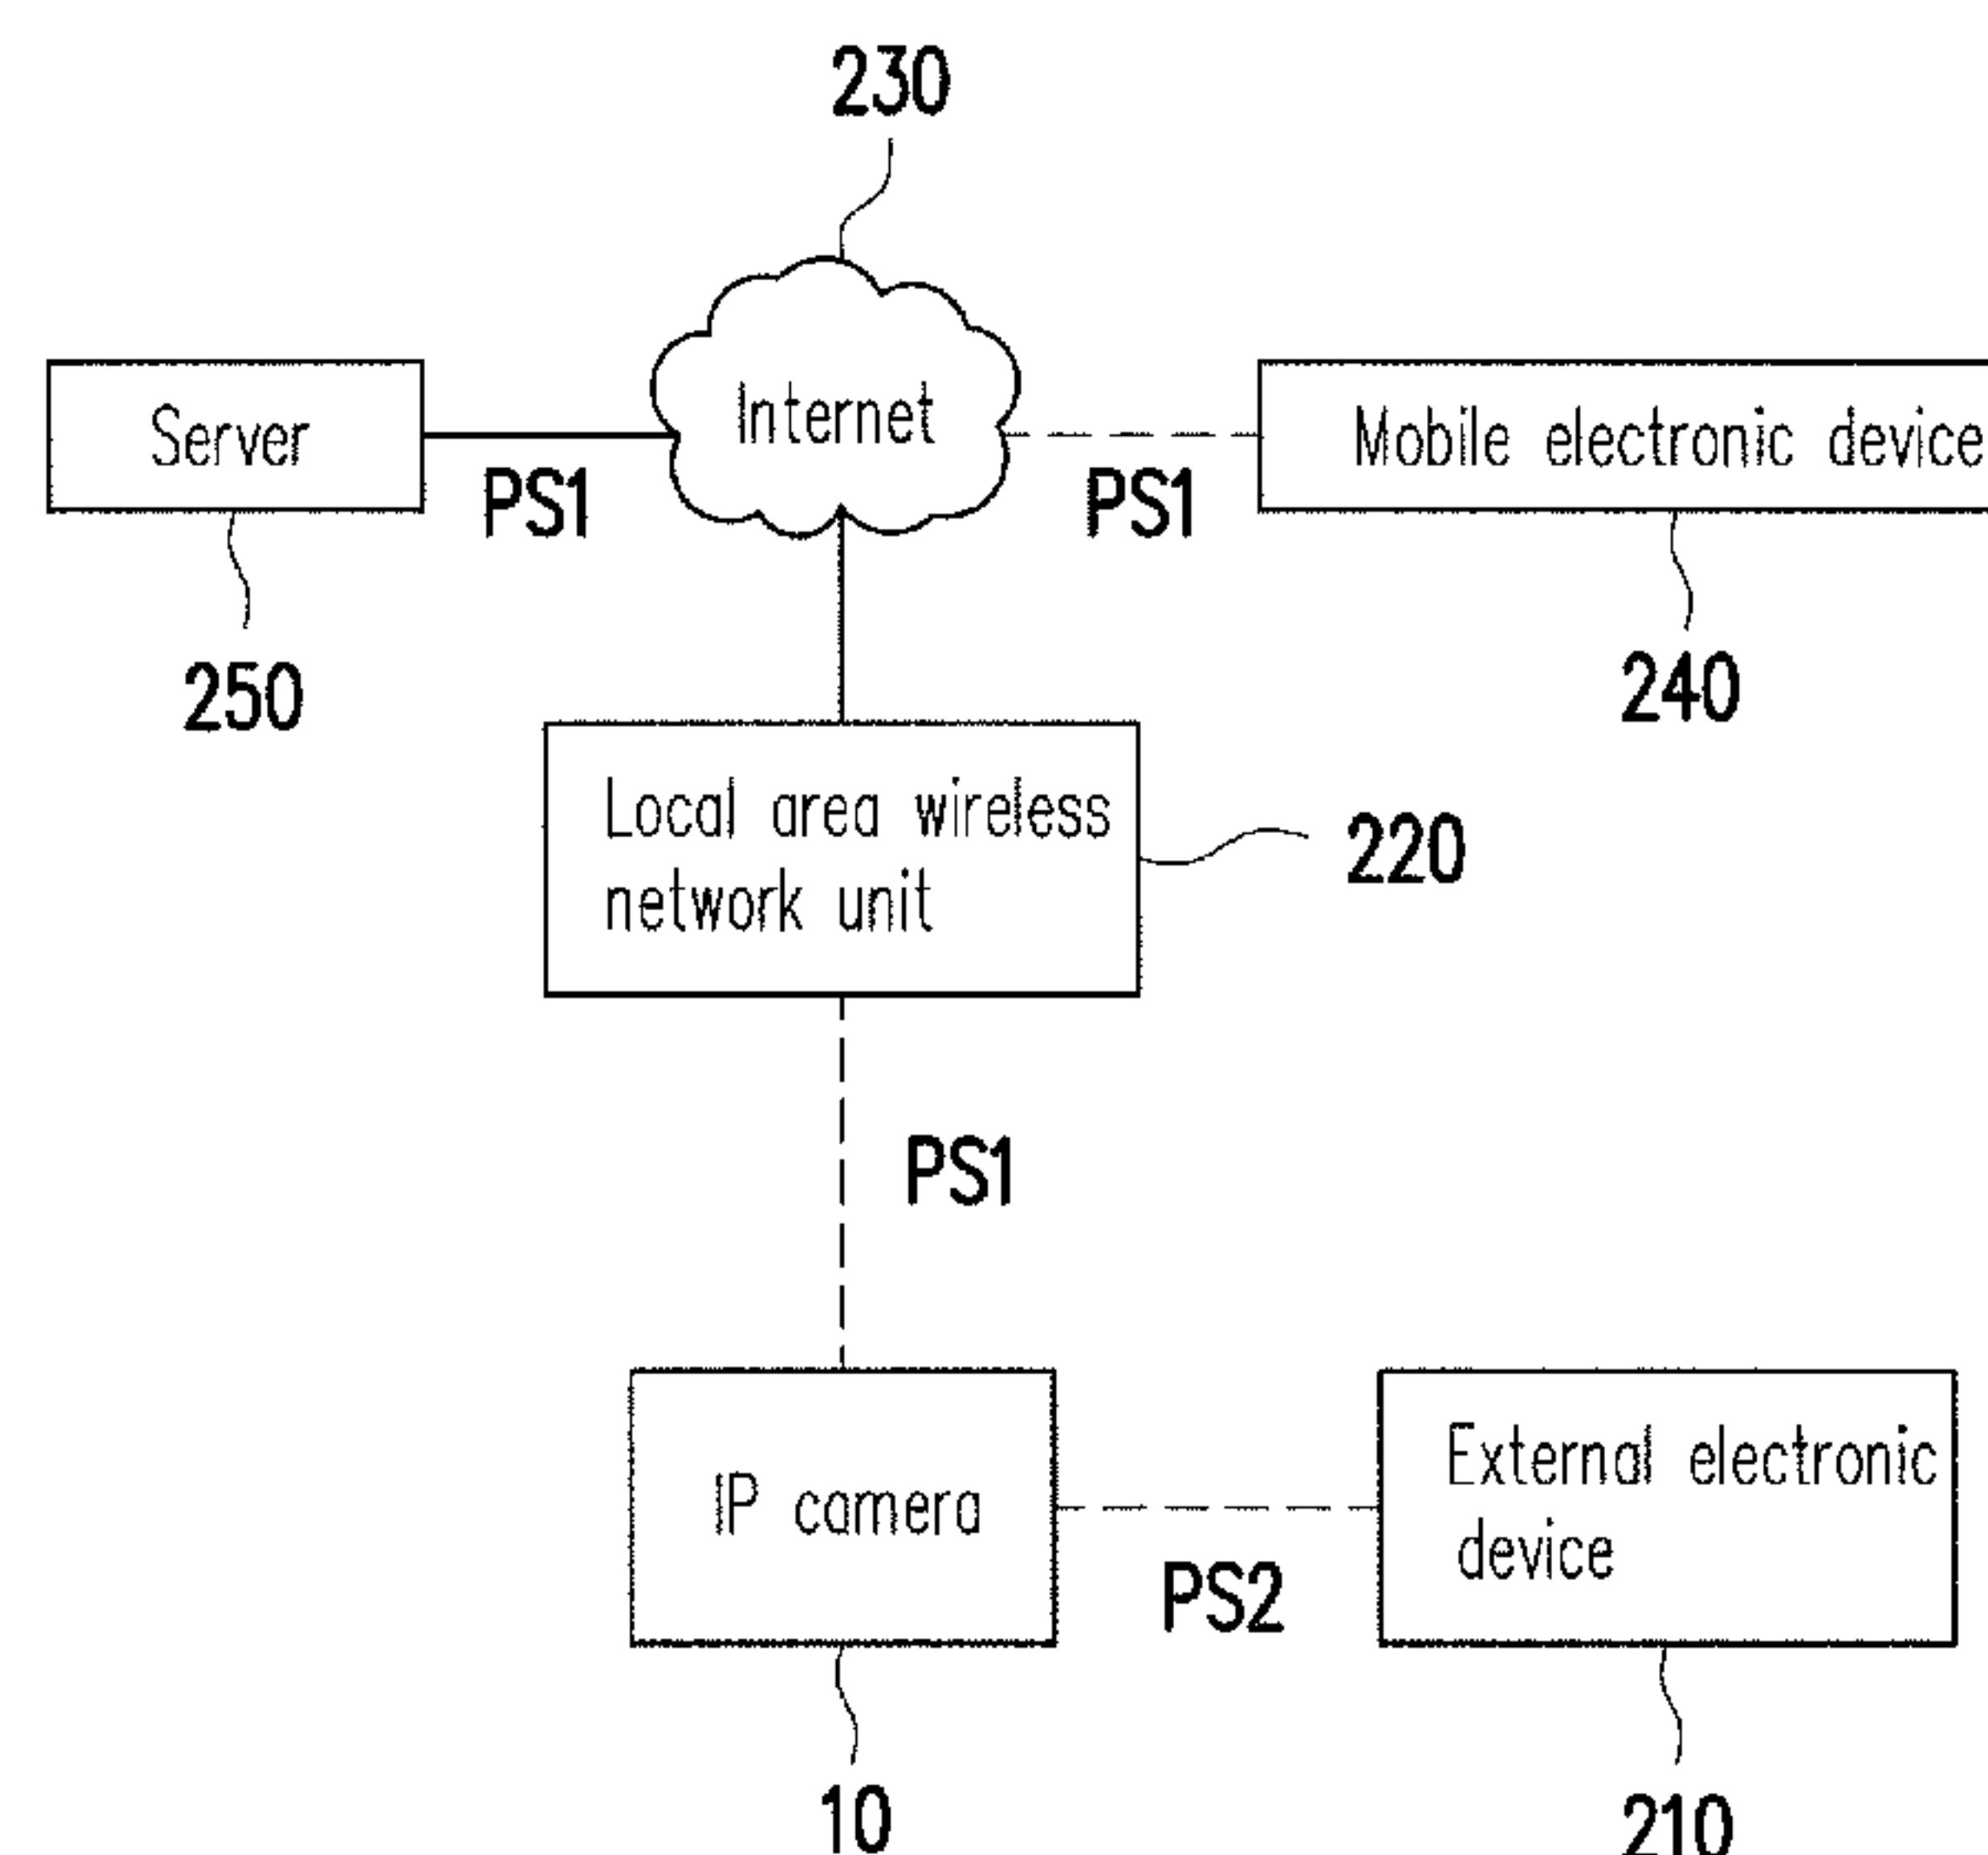 230
Server
Internet
Mobile electronic device
PS1
PS1
250
240
Local area wireless
network unit
220
PS1
IP camera
External electronic
device
PS2
10
210